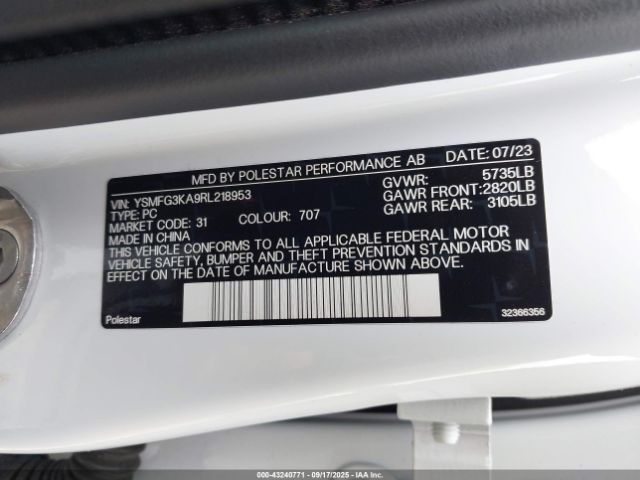 MFD BY POLESTAR PERFORMANCE AB DATE: 07/23
VIN: YSMFG3KA9RL218953 GVWR: 5735LB
TYPE: PC GAWR FRONT:2820LB
MARKET CODE: 31 COLOUR: 707 GAWR REAR: 3105LB
MADE IN CHINA
THIS VEHICLE CONFORMS TO ALL APPLICABLE FEDERAL MOTOR
VEHICLE SAFETY, BUMPER AND THEFT PREVENTION STANDARDS IN
EFFECT ON THE DATE OF MANUFACTURE SHOWN ABOVE.
Polestar 32366356
000-43240771 - 09/17/2025 - IAA Inc.